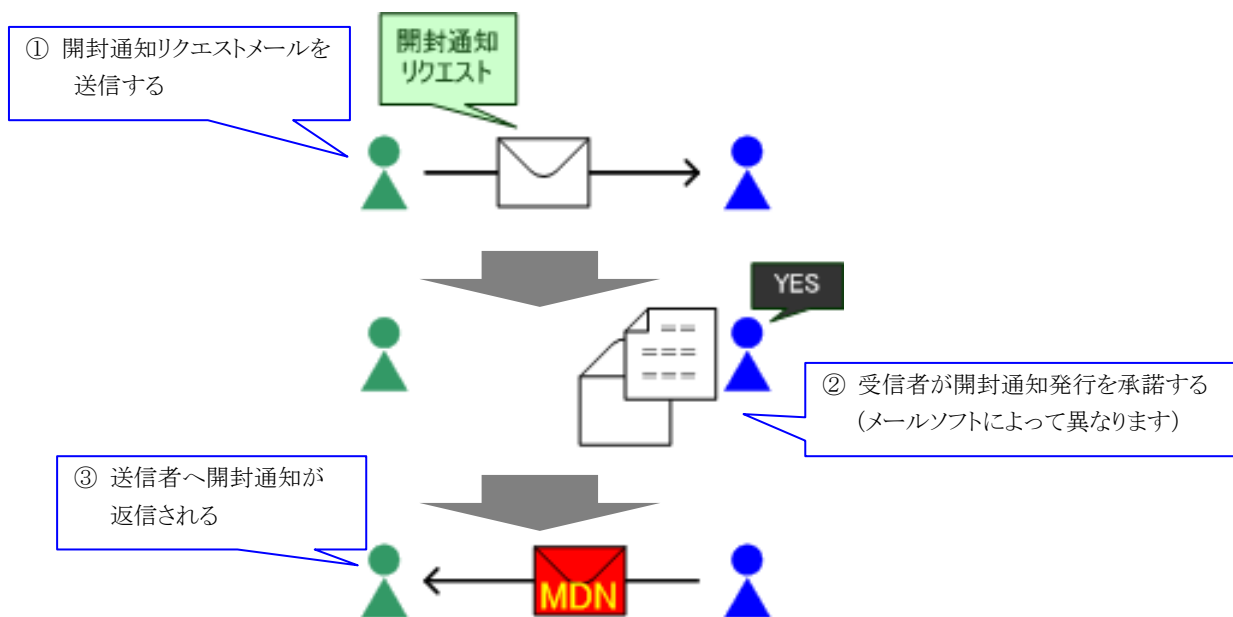 ① 開封通知リクエストメールを
送信する
開封通知
リクエスト
YES
② 受信者が開封通知発行を承諾する
(メールソフトによって異なります)
③ 送信者へ開封通知が
返信される
MDN